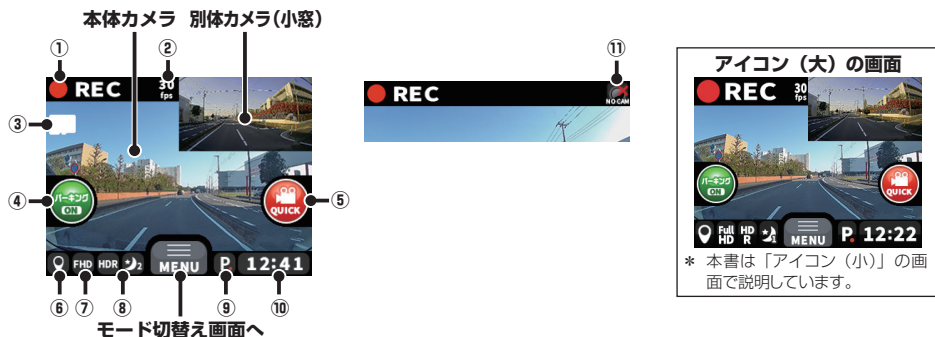 本体カメラ 別体カメラ(小窓)
① ②
REC 30 fps
③
④ パーキング ON
QUICK ⑤
FHD HDR 2 MENU P. 12:41
⑥ ⑦ ⑧ ⑨ ⑩
モード切替え画面へ
⑪
REC NO CAM
アイコン（大）の画面
REC 30 fps
パーキング ON
QUICK
Full HD HD R 1 MENU P. 12:22
* 本書は「アイコン（小）」の画
面で説明しています。